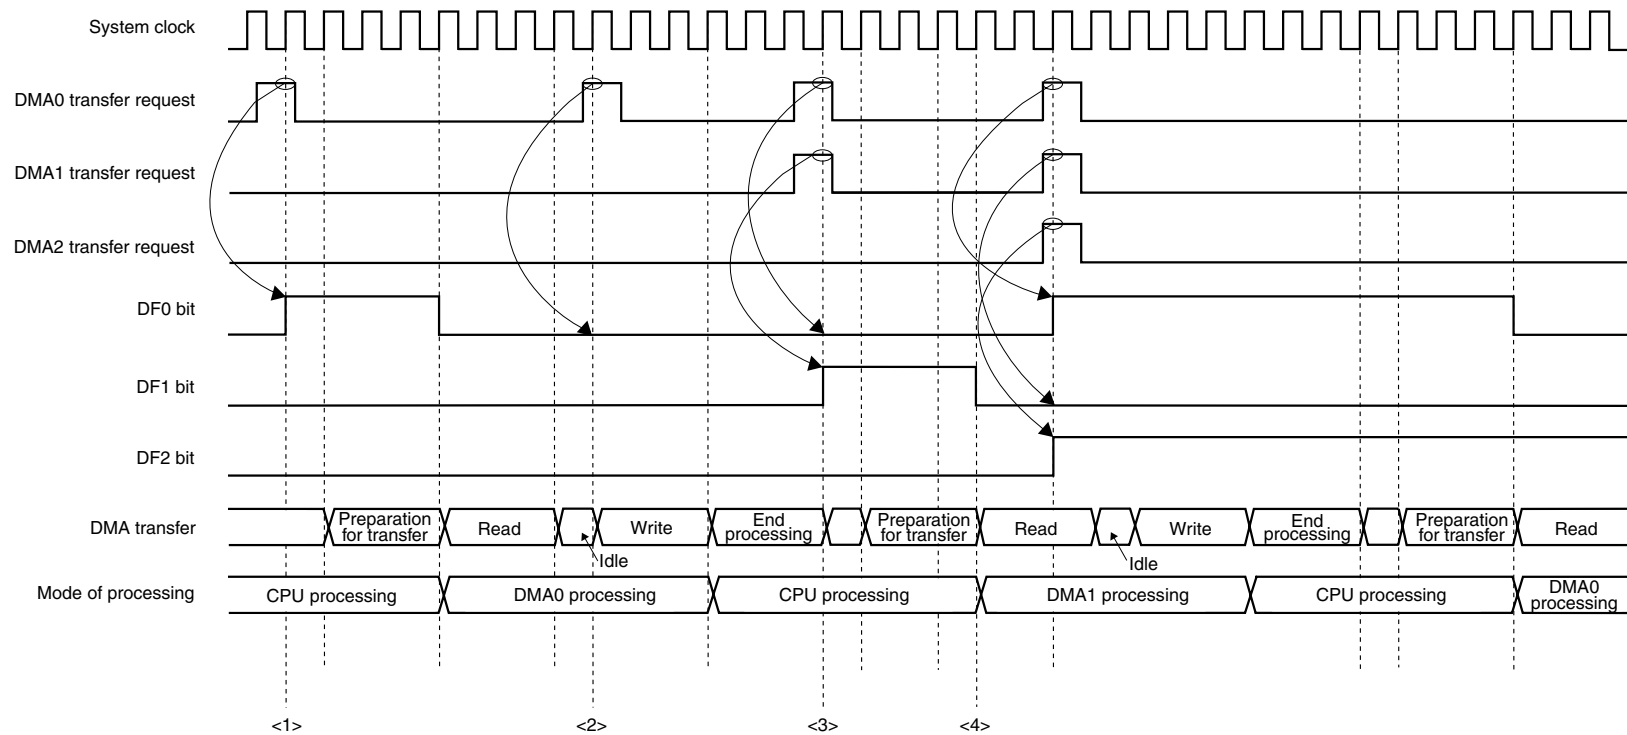 System clock
DMA0 transfer request
DMA1 transfer request
DMA2 transfer request
DF0 bit
DF1 bit
DF2 bit
DMA transfer
Preparation
for transfer
Read
Idle
Write
End
processing
Preparation
for transfer
Read
Idle
Write
End
processing
Preparation
for transfer
Read
Mode of processing
CPU processing
DMA0 processing
CPU processing
DMA1 processing
CPU processing
DMA0
processing
<1>
<2>
<3>
<4>